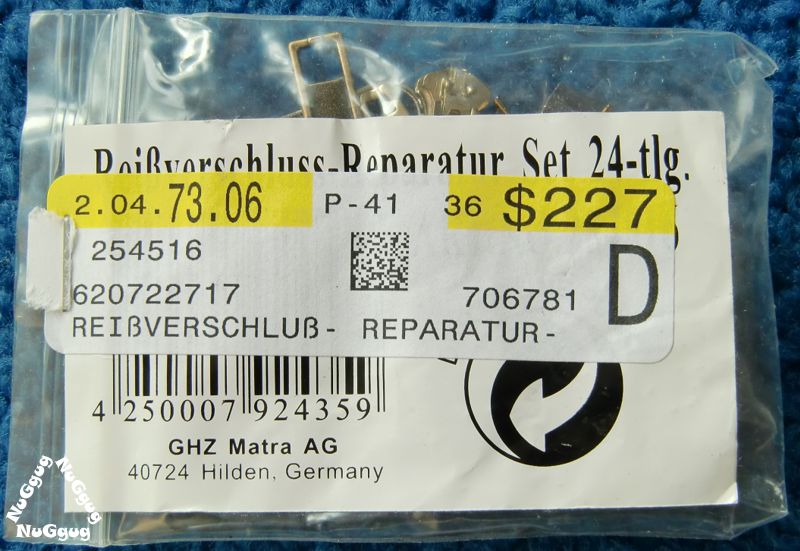 Reißverschluss-Reparatur Set 24-tlg.
2.04.73.06 P-41 36 $227
254516
620722717 706781 D
REIßVERSCHLUß- REPARATUR-
4 250007 924359
GHZ Matra AG
40724 Hilden, Germany
NuGgug
NuGgug
NuGgug